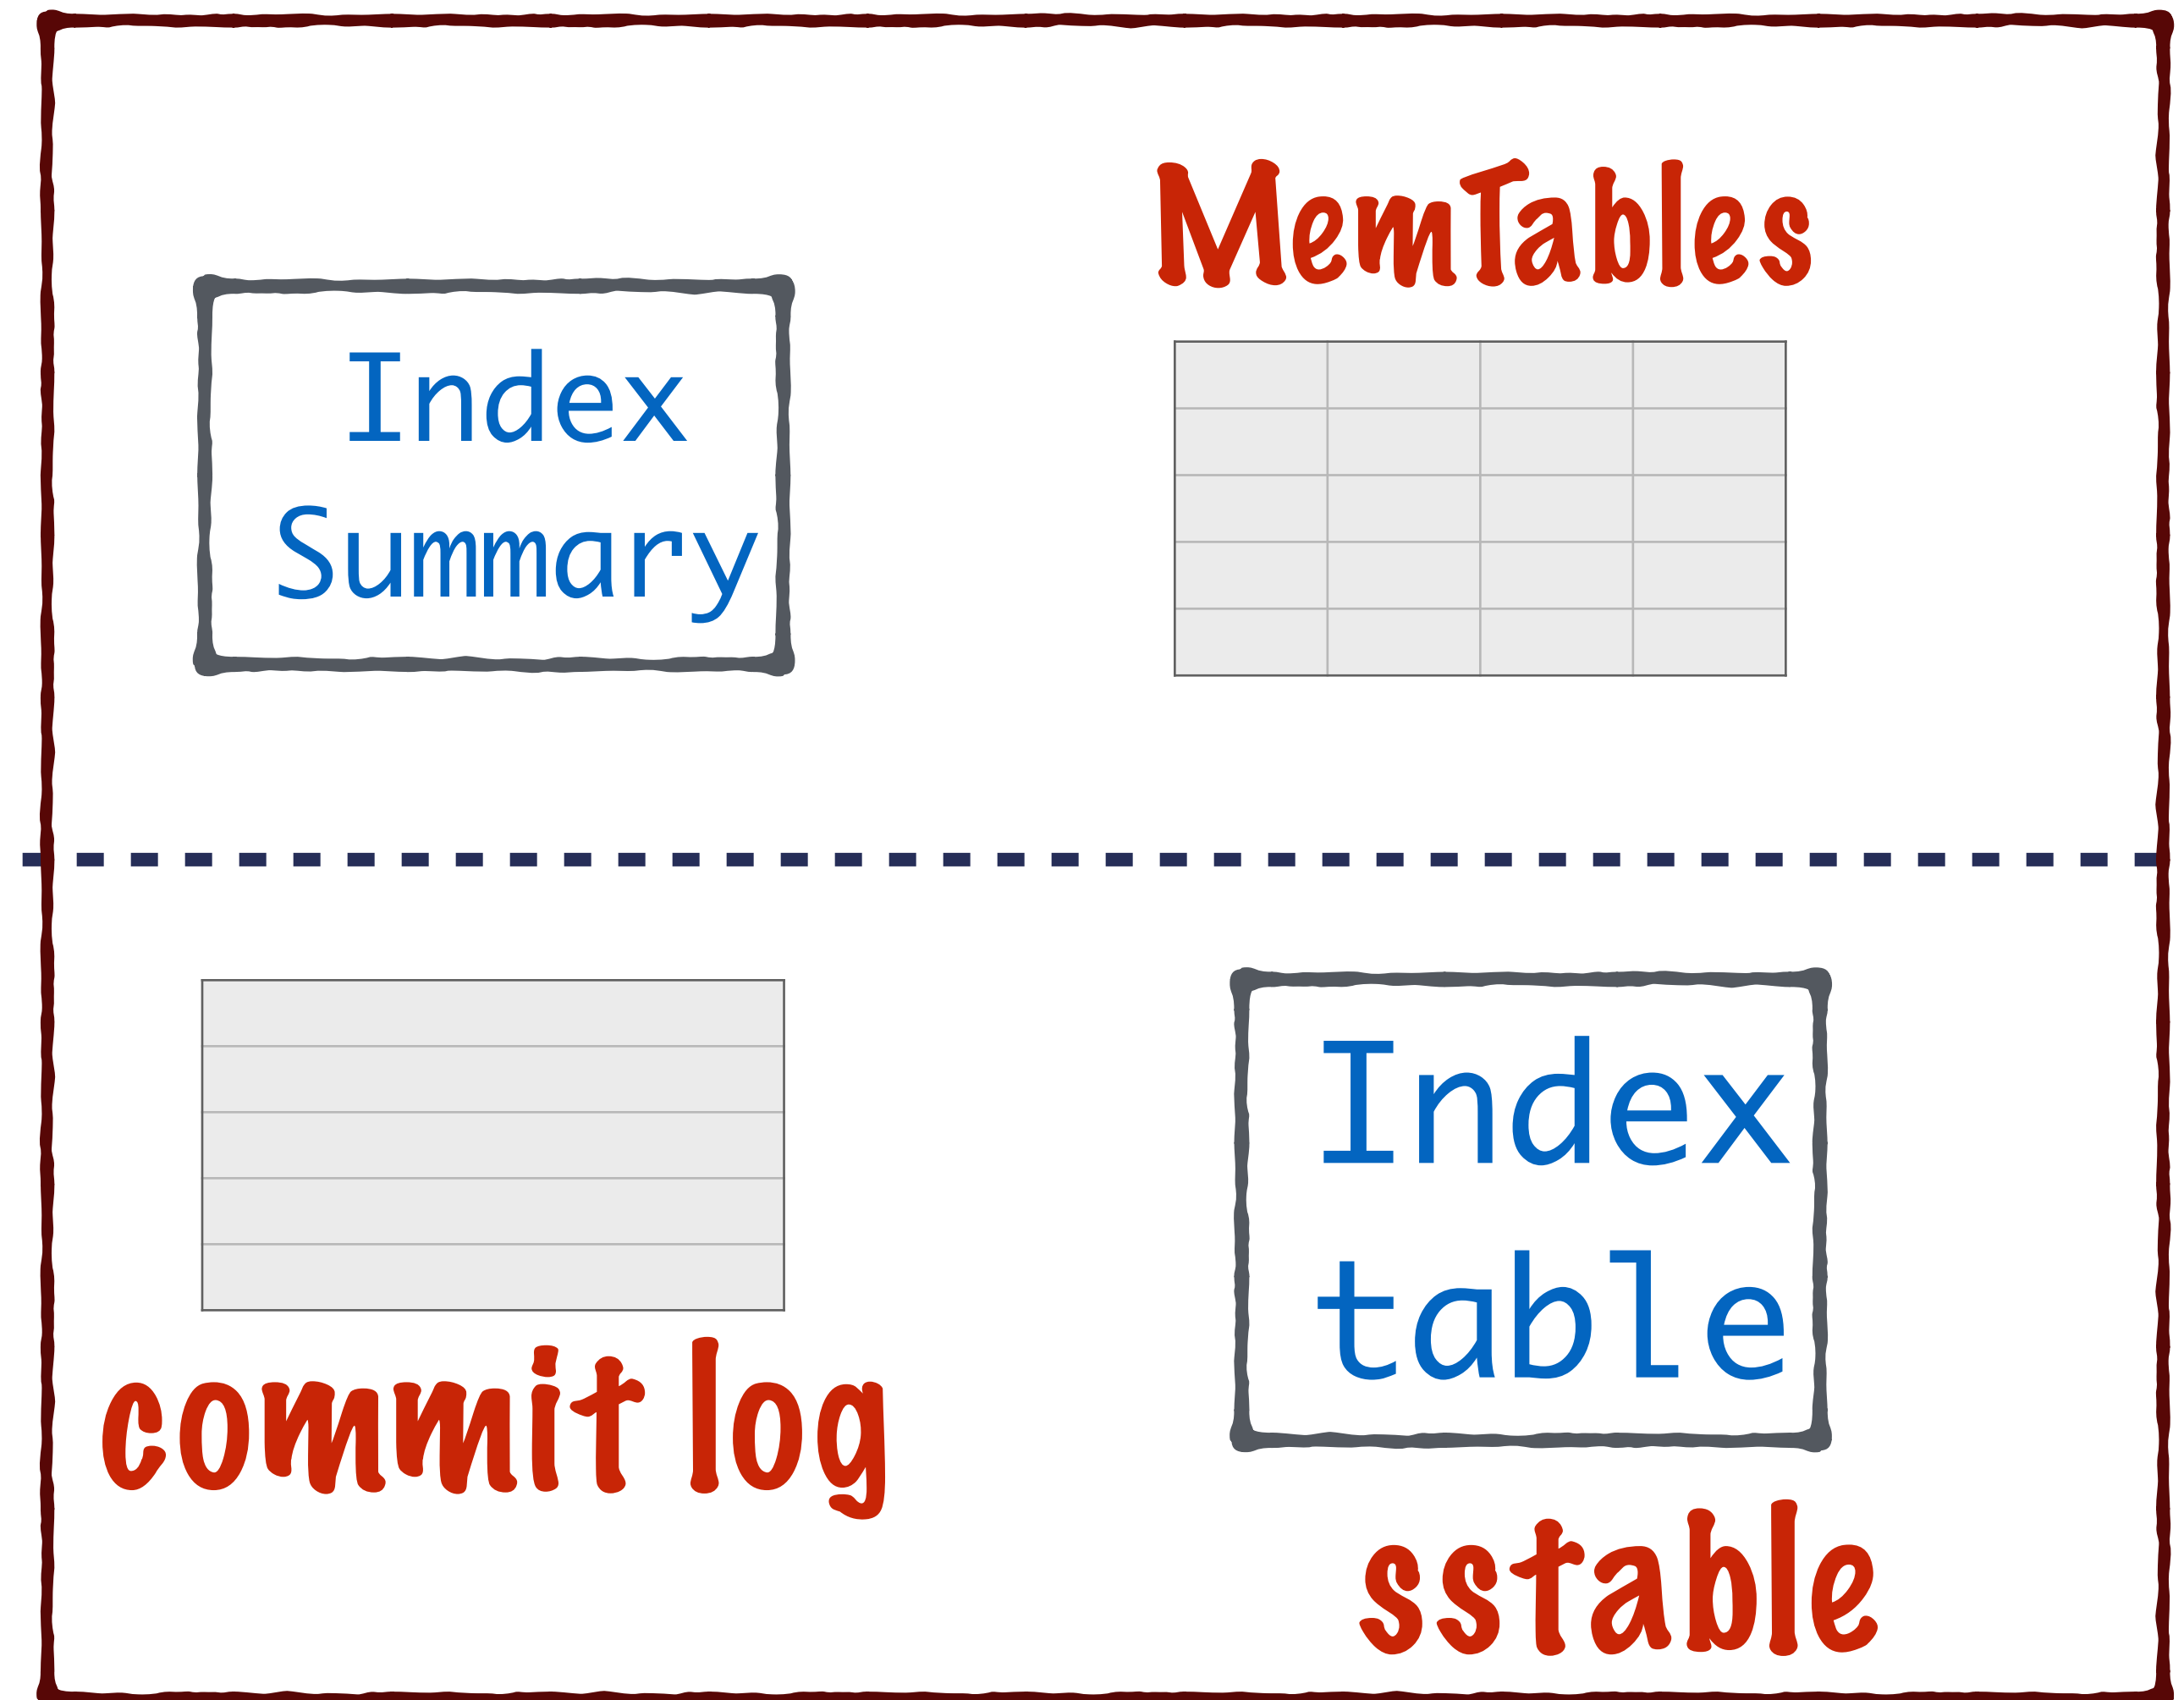 MemTables
Index
Summary
commit log
Index
table
sstable